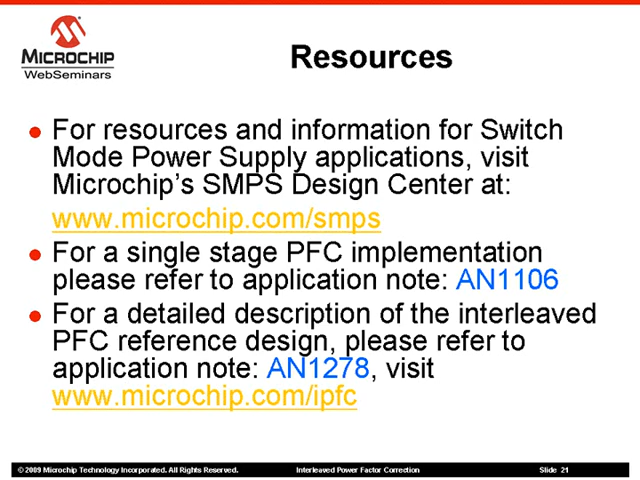 MICROCHIP
WebSeminars
Resources
For resources and information for Switch
Mode Power Supply applications, visit
Microchip's SMPS Design Center at:
www.microchip.com/smps
For a single stage PFC implementation
please refer to application note: AN1106
For a detailed description of the interleaved
PFC reference design, please refer to
application note: AN1278, visit
www.microchip.com/ipfc
© 2009 Microchip Technology Incorporated. All Rights Reserved. Interleaved Power Factor Correction Slide 21